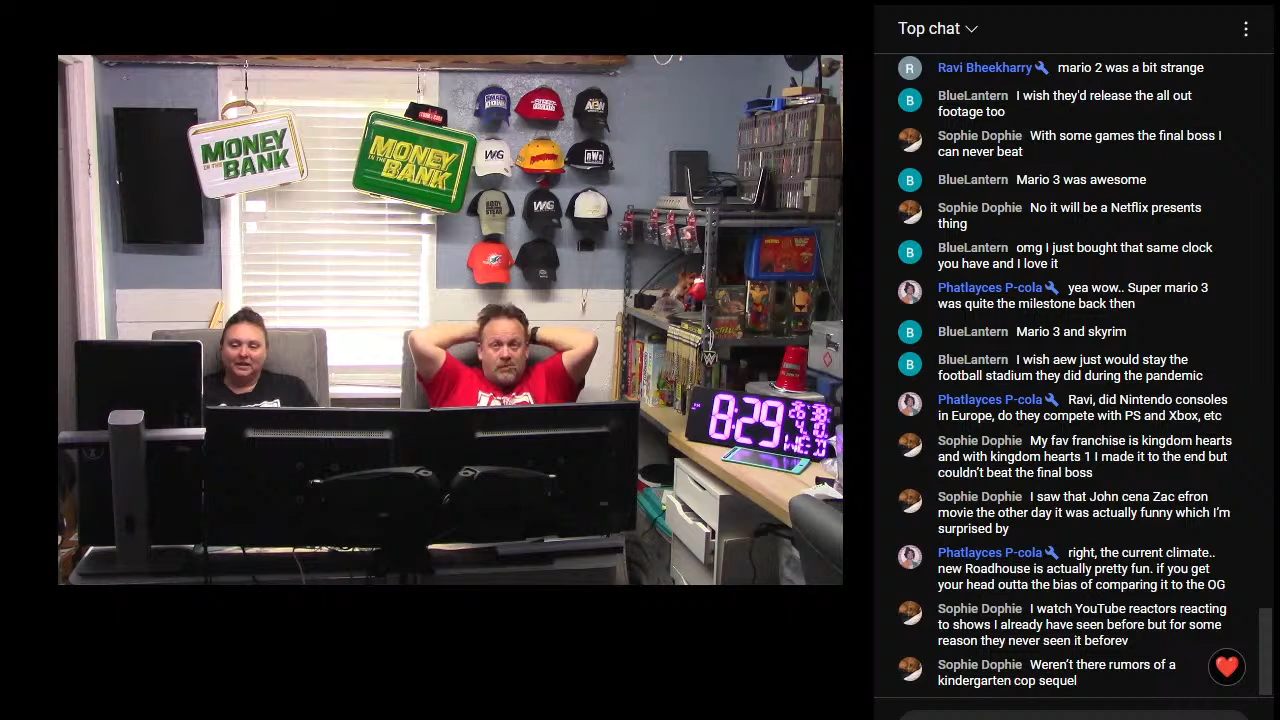 MONEY
IN THE
BANK
MONEY
IN THE
BANK
WG
nWo
WG
8:29
Top chat
R
Ravi Bheekharry mario 2 was a bit strange
B
BlueLantern I wish they'd release the all out
footage too
Sophie Dophie With some games the final boss I
can never beat
B
BlueLantern Mario 3 was awesome
Sophie Dophie No it will be a Netflix presents
thing
B
BlueLantern omg I just bought that same clock
you have and I love it
Phatlayces P-cola yea wow.. Super mario 3
was quite the milestone back then
B
BlueLantern Mario 3 and skyrim
B
BlueLantern I wish aew just would stay the
football stadium they did during the pandemic
Phatlayces P-cola Ravi, did Nintendo consoles
in Europe, do they compete with PS and Xbox, etc
Sophie Dophie My fav franchise is kingdom hearts
and with kingdom hearts 1 I made it to the end but
couldn't beat the final boss
Sophie Dophie I saw that John cena Zac efron
movie the other day it was actually funny which I'm
surprised by
Phatlayces P-cola right, the current climate..
new Roadhouse is actually pretty fun. if you get
your head outta the bias of comparing it to the OG
Sophie Dophie I watch YouTube reactors reacting
to shows I already have seen before but for some
reason they never seen it beforev
Sophie Dophie Weren't there rumors of a
kindergarten cop sequel